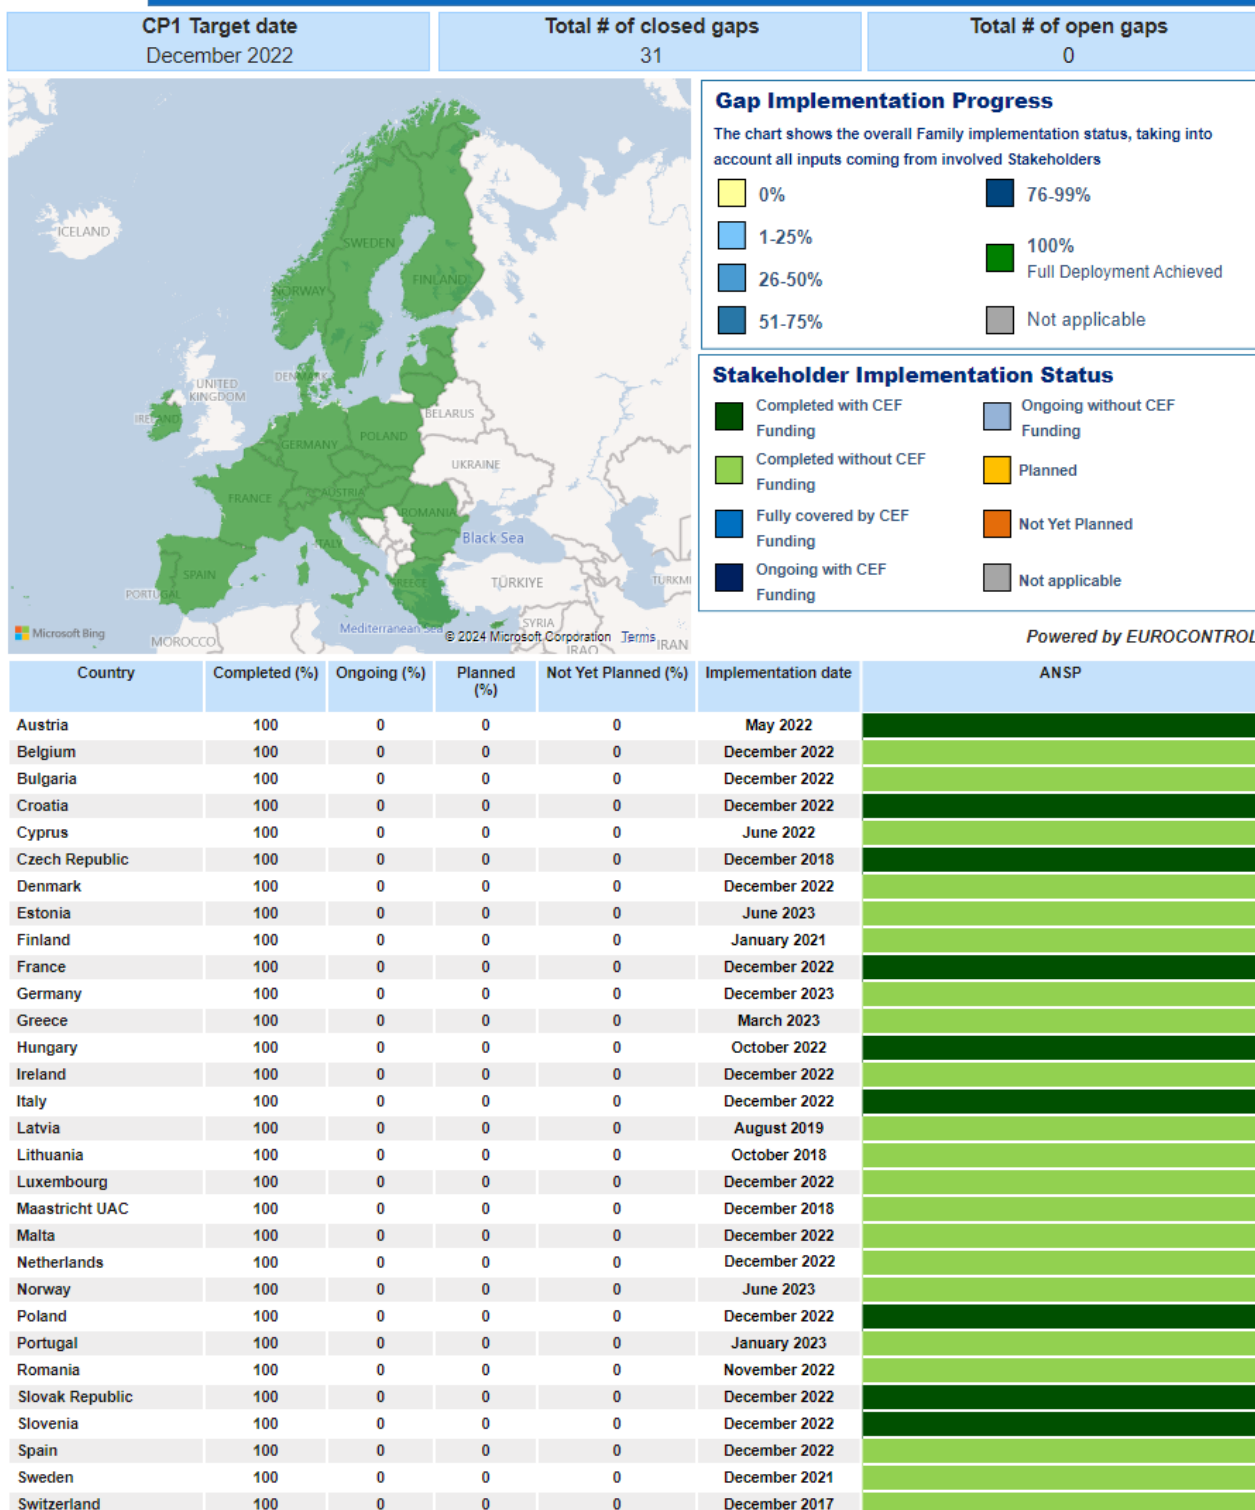 CP1 Target date
December 2022
Total # of closed gaps
31
Total # of open gaps
0
ICELAND
SWEDEN
FINLAND
NORWAY
DENMARK
UNITED
KINGDOM
IRELAND
BELARUS
GERMANY
POLAND
UKRAINE
FRANCE
AUSTRIA
ROMANIA
ITALY
Black Sea
SPAIN
PORTUGAL
GREECE
TÜRKIYE
TURKM
SYRIA
Mediterranean Sea
MOROCCO
IRAQ
IRAN
Microsoft Bing
© 2024 Microsoft Corporation Terms
Gap Implementation Progress
The chart shows the overall Family implementation status, taking into
account all inputs coming from involved Stakeholders
0%
1-25%
26-50%
51-75%
76-99%
100%
Full Deployment Achieved
Not applicable
Stakeholder Implementation Status
Completed with CEF
Funding
Completed without CEF
Funding
Fully covered by CEF
Funding
Ongoing with CEF
Funding
Ongoing without CEF
Funding
Planned
Not Yet Planned
Not applicable
Powered by EUROCONTROL
Country Completed (%) Ongoing (%) Planned (%) Not Yet Planned (%) Implementation date ANSP
Austria 100 0 0 0 May 2022
Belgium 100 0 0 0 December 2022
Bulgaria 100 0 0 0 December 2022
Croatia 100 0 0 0 December 2022
Cyprus 100 0 0 0 June 2022
Czech Republic 100 0 0 0 December 2018
Denmark 100 0 0 0 December 2022
Estonia 100 0 0 0 June 2023
Finland 100 0 0 0 January 2021
France 100 0 0 0 December 2022
Germany 100 0 0 0 December 2023
Greece 100 0 0 0 March 2023
Hungary 100 0 0 0 October 2022
Ireland 100 0 0 0 December 2022
Italy 100 0 0 0 December 2022
Latvia 100 0 0 0 August 2019
Lithuania 100 0 0 0 October 2018
Luxembourg 100 0 0 0 December 2022
Maastricht UAC 100 0 0 0 December 2018
Malta 100 0 0 0 December 2022
Netherlands 100 0 0 0 December 2022
Norway 100 0 0 0 June 2023
Poland 100 0 0 0 December 2022
Portugal 100 0 0 0 January 2023
Romania 100 0 0 0 November 2022
Slovak Republic 100 0 0 0 December 2022
Slovenia 100 0 0 0 December 2022
Spain 100 0 0 0 December 2022
Sweden 100 0 0 0 December 2021
Switzerland 100 0 0 0 December 2017